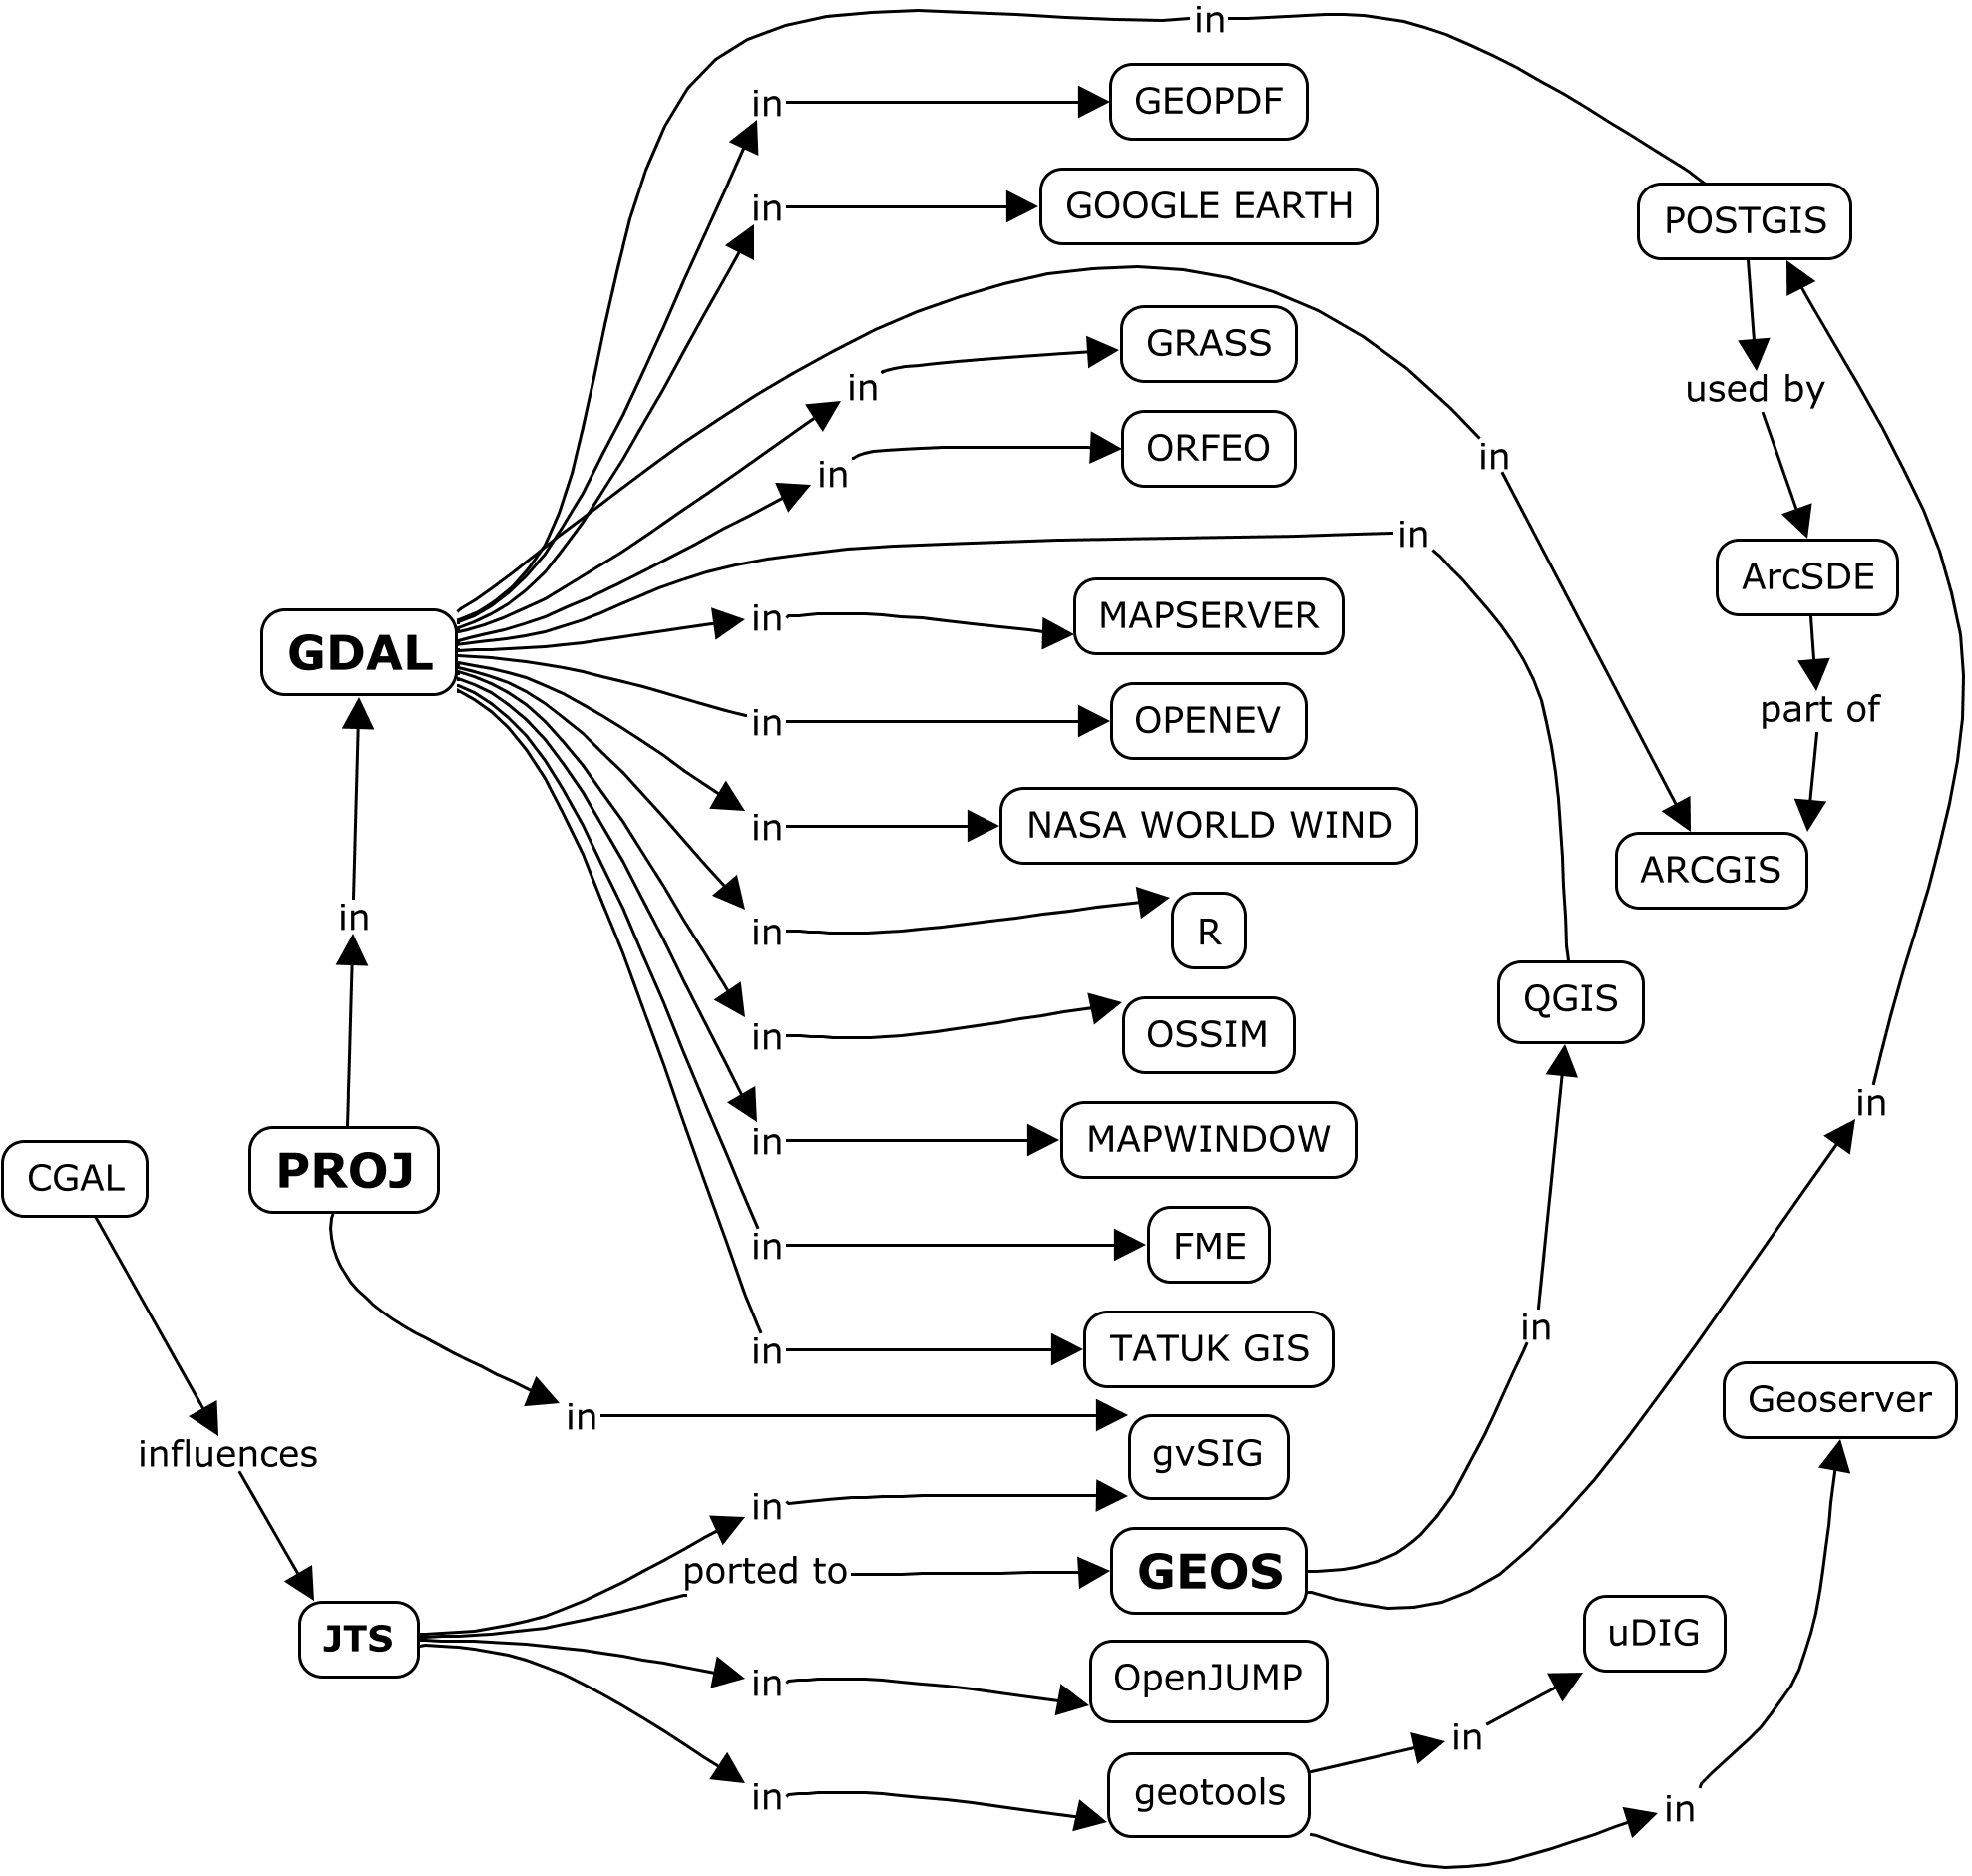 in
in
GEOPDF
in
GOOGLE EARTH
POSTGIS
GRASS
in
used by
ORFEO
in
in
in
ArcSDE
in
MAPSERVER
GDAL
in
OPENEV
part of
in
NASA WORLD WIND
ARCGIS
in
in
R
QGIS
in
OSSIM
in
in
MAPWINDOW
PROJ
CGAL
in
FME
in
in
TATUK GIS
Geoserver
in
gvSIG
influences
in
ported to
GEOS
uDIG
JTS
in
OpenJUMP
in
in
geotools
in